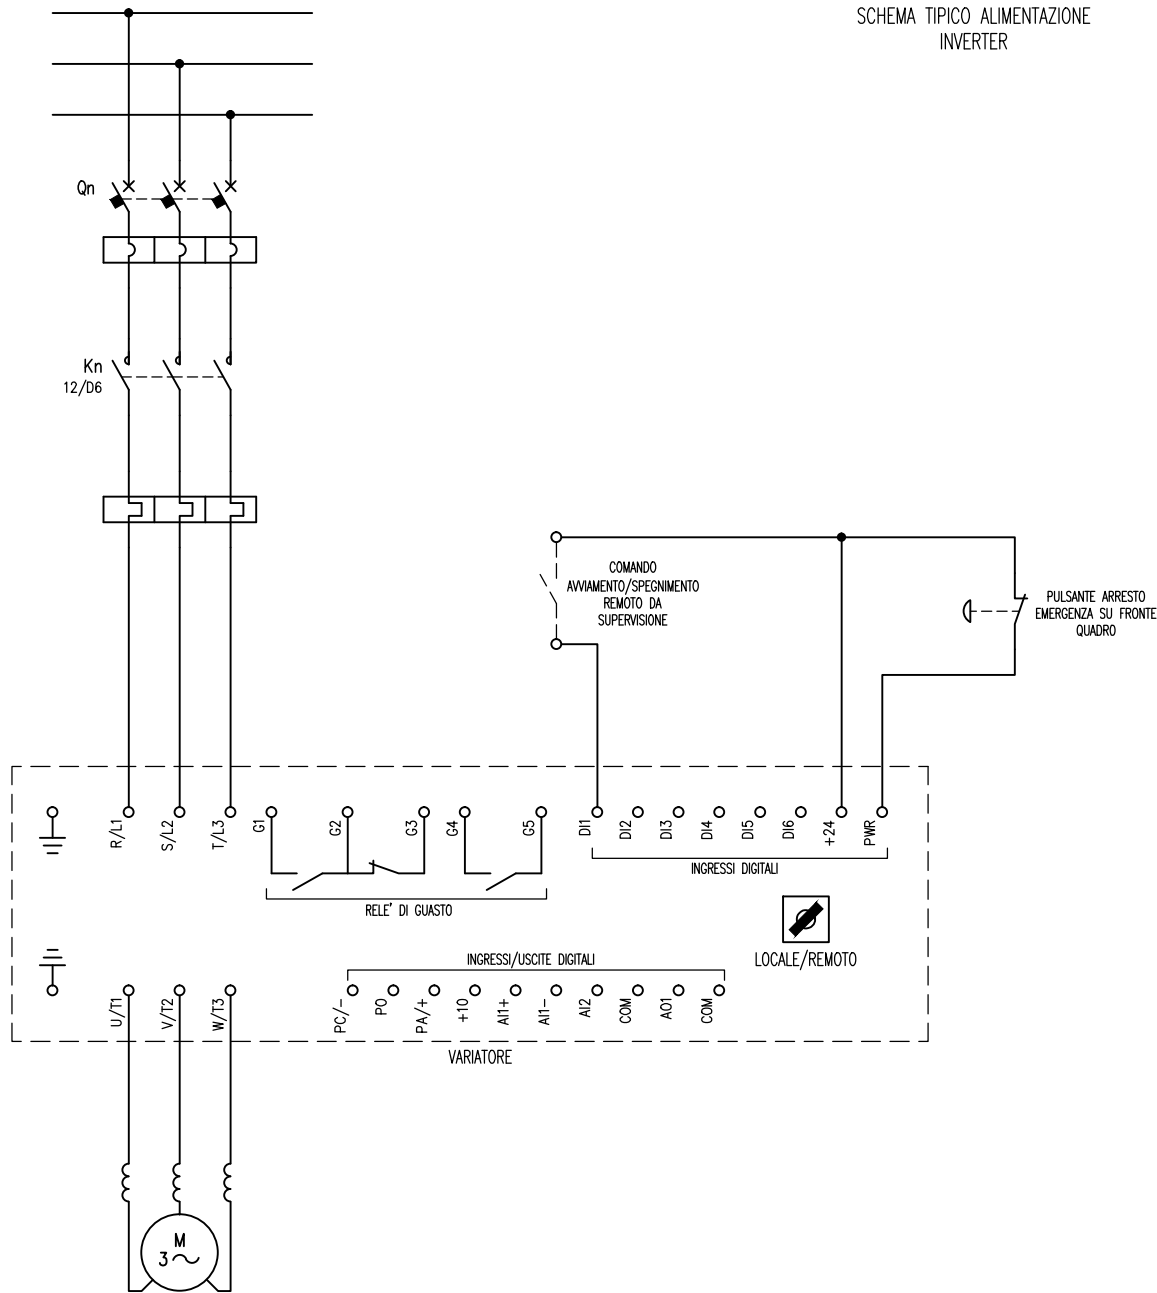 SCHEMA TIPICO ALIMENTAZIONE
INVERTER
Qn
Kn
12/D6
COMANDO
AVVIAMENTO/SPEGNIMENTO
REMOTO DA
SUPERVISIONE
PULSANTE ARRESTO
EMERGENZA SU FRONTE
QUADRO
R/L1
S/L2
T/L3
G1
G2
G3
G4
G5
DI1
DI2
DI3
DI4
DI5
DI6
+24
PWR
INGRESSI DIGITALI
RELE' DI GUASTO
LOCALE/REMOTO
INGRESSI/USCITE DIGITALI
U/T1
V/T2
W/T3
PC/-
PO
PA/+
+10
AI1+
AI1-
AI2
COM
AO1
COM
VARIATORE
M
3